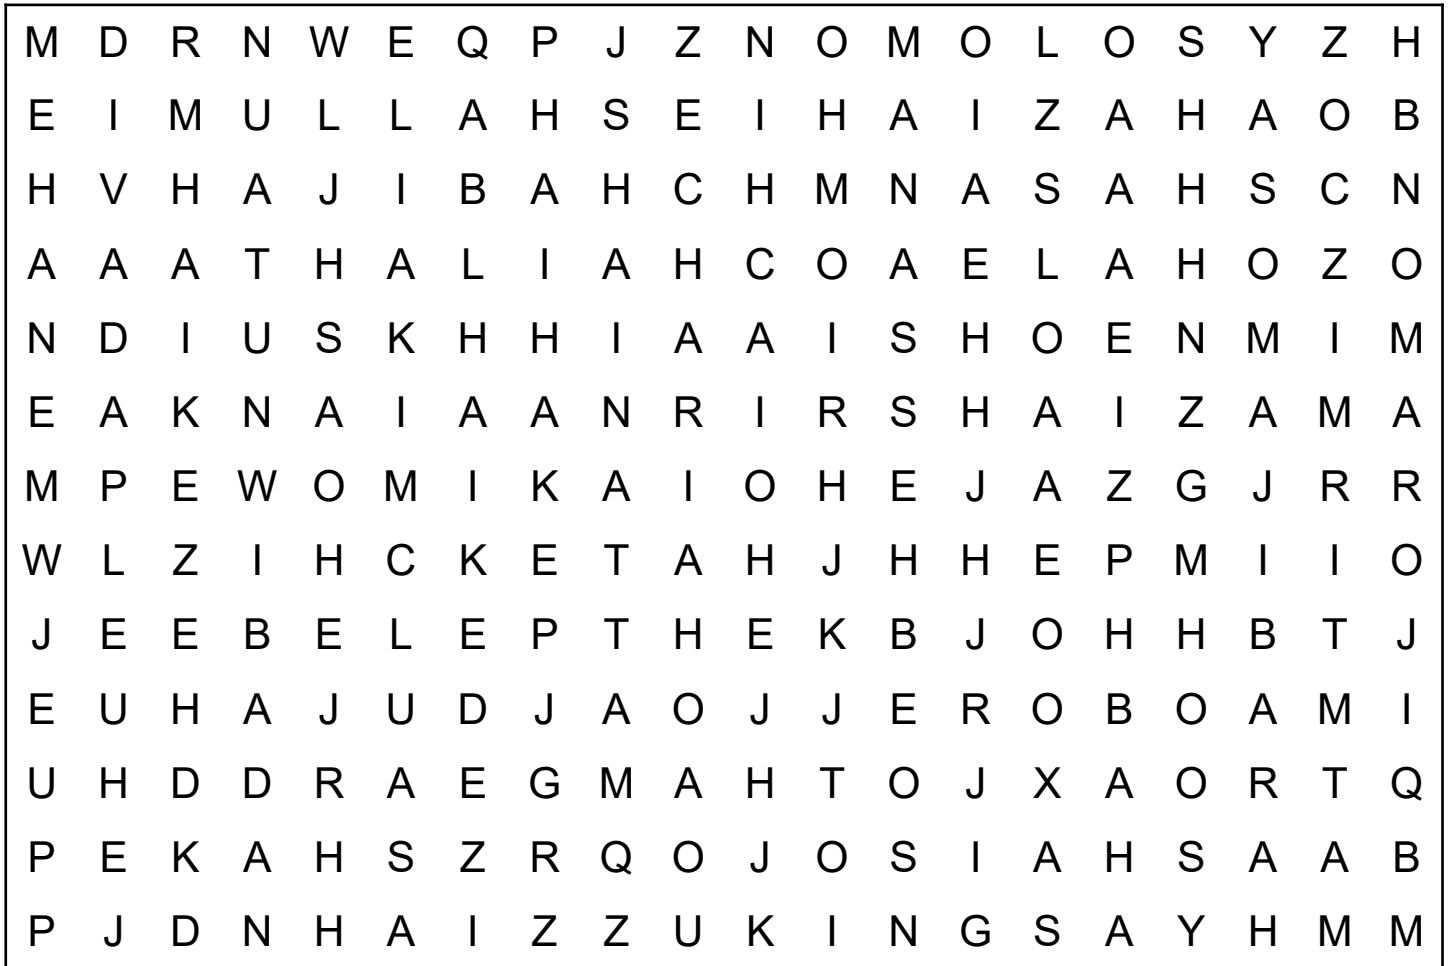 M D R N W E Q P J Z N O M O L O S Y Z H
E I M U L L A H S E I H A I Z A H A O B
H V H A J I B A H C H M N A S A H S C N
A A A T H A L I A H C O A E L A H O Z O
N D I U S K H H I A A I S H O E N M I M
E A K N A I A A N R I R S H A I Z A M A
M P E W O M I K A I O H E J A Z G J R R
W L Z I H C K E T A H J H H E P M I I O
J E E B E L E P T H E K B J O H H B T J
E U H A J U D J A O J J E R O B O A M I
U H D D R A E G M A H T O J X A O R T Q
P E K A H S Z R Q O J O S I A H S A A B
P J D N H A I Z Z U K I N G S A Y H M M